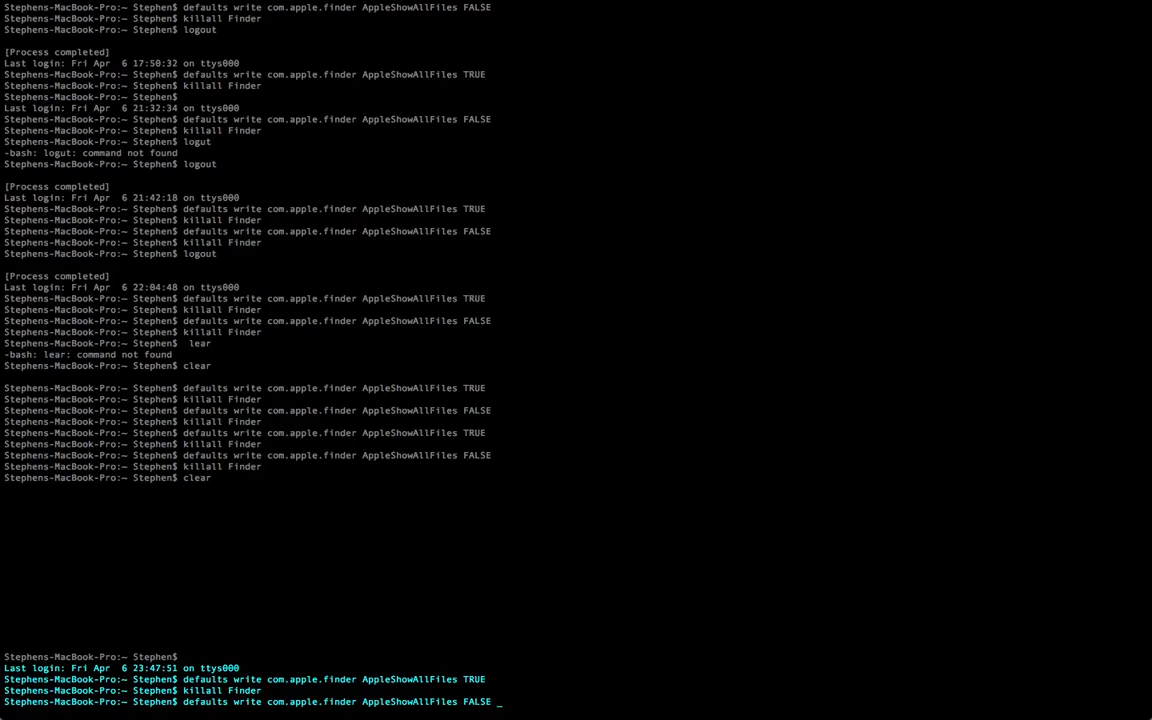 Stephens-MacBook-Pro:~ Stephen$ defaults write com.apple.finder AppleShowAllFiles FALSE
Stephens-MacBook-Pro:~ Stephen$ killall Finder
Stephens-MacBook-Pro:~ Stephen$ logout
[Process completed]
Last login: Fri Apr  6 17:50:32 on ttys000
Stephens-MacBook-Pro:~ Stephen$ defaults write com.apple.finder AppleShowAllFiles TRUE
Stephens-MacBook-Pro:~ Stephen$ killall Finder
Stephens-MacBook-Pro:~ Stephen$
Last login: Fri Apr  6 21:32:34 on ttys000
Stephens-MacBook-Pro:~ Stephen$ defaults write com.apple.finder AppleShowAllFiles FALSE
Stephens-MacBook-Pro:~ Stephen$ killall Finder
Stephens-MacBook-Pro:~ Stephen$ logut
-bash: logut: command not found
Stephens-MacBook-Pro:~ Stephen$ logout
[Process completed]
Last login: Fri Apr  6 21:42:18 on ttys000
Stephens-MacBook-Pro:~ Stephen$ defaults write com.apple.finder AppleShowAllFiles TRUE
Stephens-MacBook-Pro:~ Stephen$ killall Finder
Stephens-MacBook-Pro:~ Stephen$ defaults write com.apple.finder AppleShowAllFiles FALSE
Stephens-MacBook-Pro:~ Stephen$ killall Finder
Stephens-MacBook-Pro:~ Stephen$ logout
[Process completed]
Last login: Fri Apr  6 22:04:48 on ttys000
Stephens-MacBook-Pro:~ Stephen$ defaults write com.apple.finder AppleShowAllFiles TRUE
Stephens-MacBook-Pro:~ Stephen$ killall Finder
Stephens-MacBook-Pro:~ Stephen$ defaults write com.apple.finder AppleShowAllFiles FALSE
Stephens-MacBook-Pro:~ Stephen$ killall Finder
Stephens-MacBook-Pro:~ Stephen$  lear
-bash: lear: command not found
Stephens-MacBook-Pro:~ Stephen$ clear
Stephens-MacBook-Pro:~ Stephen$ defaults write com.apple.finder AppleShowAllFiles TRUE
Stephens-MacBook-Pro:~ Stephen$ killall Finder
Stephens-MacBook-Pro:~ Stephen$ defaults write com.apple.finder AppleShowAllFiles FALSE
Stephens-MacBook-Pro:~ Stephen$ killall Finder
Stephens-MacBook-Pro:~ Stephen$ defaults write com.apple.finder AppleShowAllFiles TRUE
Stephens-MacBook-Pro:~ Stephen$ killall Finder
Stephens-MacBook-Pro:~ Stephen$ defaults write com.apple.finder AppleShowAllFiles FALSE
Stephens-MacBook-Pro:~ Stephen$ killall Finder
Stephens-MacBook-Pro:~ Stephen$ clear
Stephens-MacBook-Pro:~ Stephen$
Last login: Fri Apr  6 23:47:51 on ttys000
Stephens-MacBook-Pro:~ Stephen$ defaults write com.apple.finder AppleShowAllFiles TRUE
Stephens-MacBook-Pro:~ Stephen$ killall Finder
Stephens-MacBook-Pro:~ Stephen$ defaults write com.apple.finder AppleShowAllFiles FALSE _